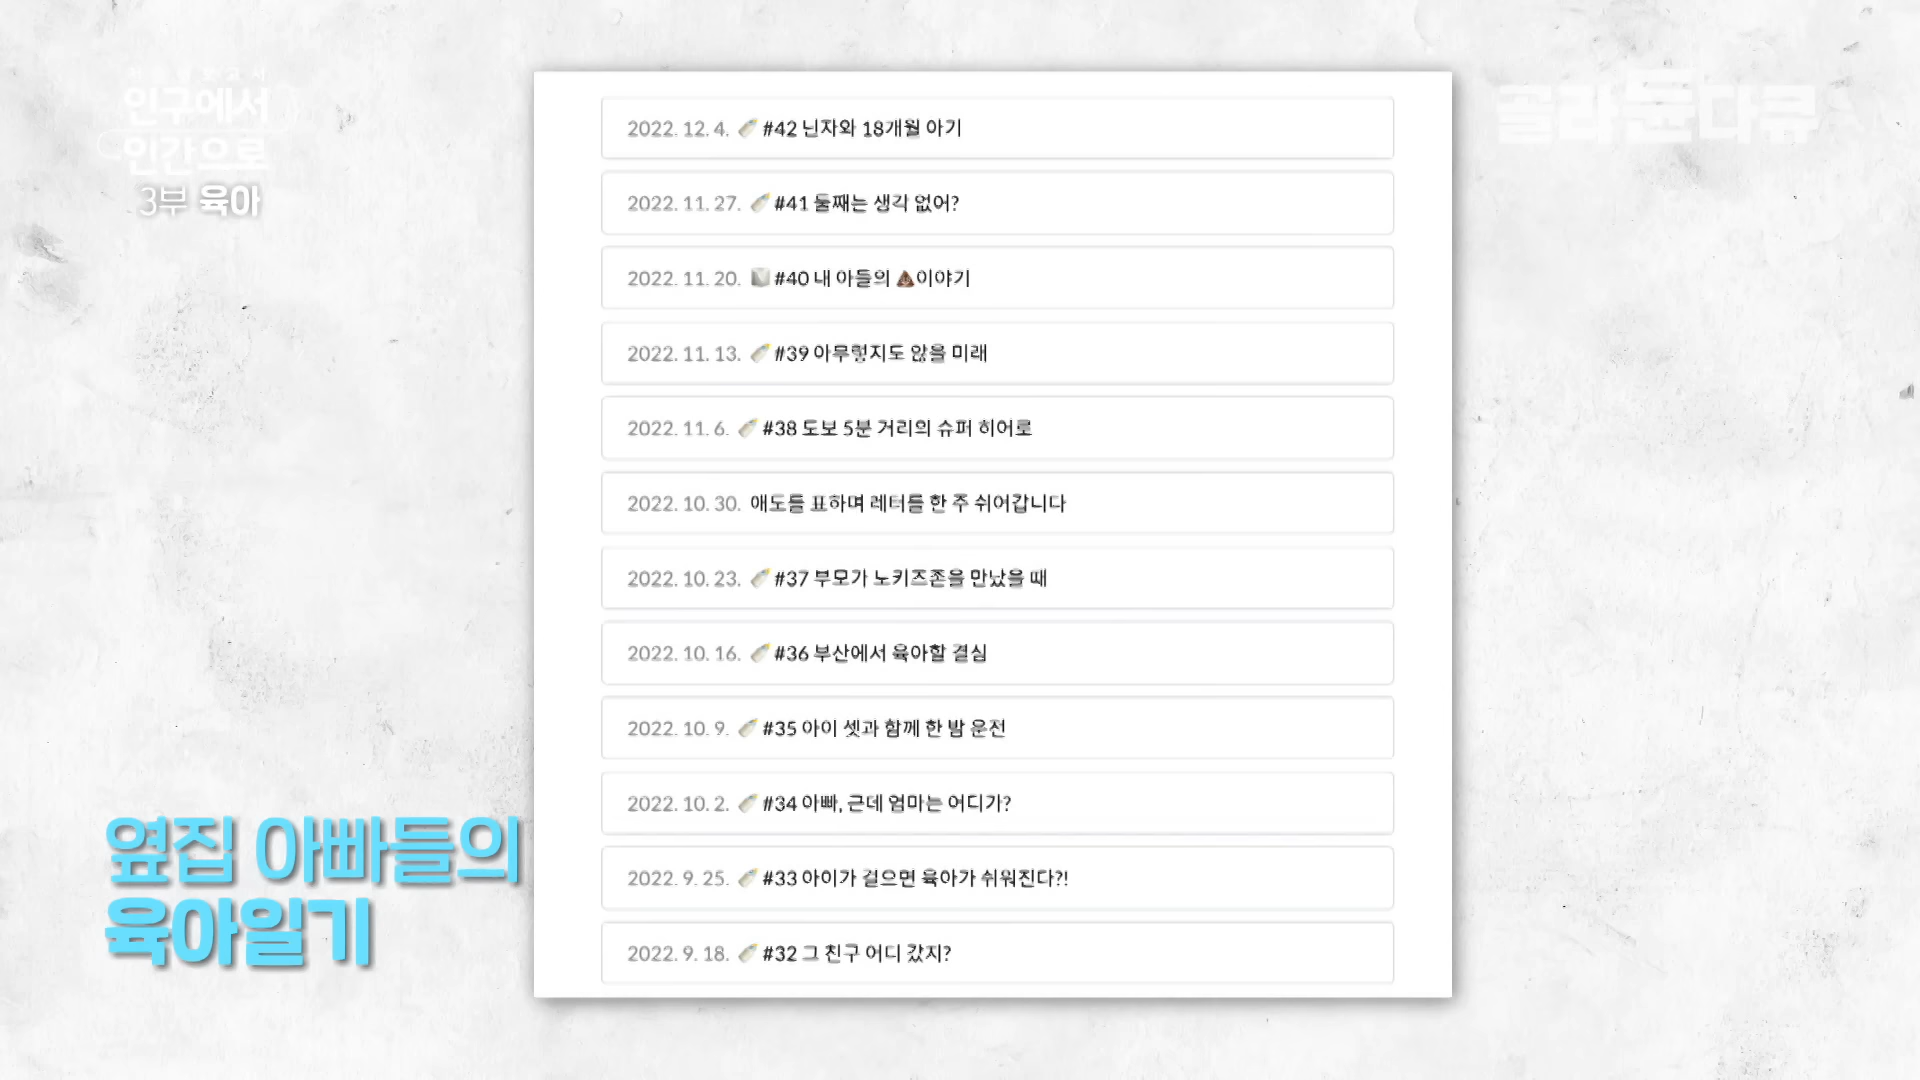 인구에서
인간으로
3부 육아
골라둔다큐
2022. 12. 4. #42 닌자와 18개월 아기
2022. 11. 27. #41 둘째는 생각 없어?
2022. 11. 20. #40 내 아들의 💩이야기
2022. 11. 13. #39 아무렇지도 않을 미래
2022. 11. 6. #38 도보 5분 거리의 슈퍼 히어로
2022. 10. 30. 애도를 표하며 레터를 한 주 쉬어갑니다
2022. 10. 23. #37 부모가 노키즈존을 만났을 때
2022. 10. 16. #36 부산에서 육아할 결심
2022. 10. 9. #35 아이 셋과 함께 한 밤 운전
2022. 10. 2. #34 아빠, 근데 엄마는 어디가?
2022. 9. 25. #33 아이가 걸으면 육아가 쉬워진다?!
2022. 9. 18. #32 그 친구 어디 갔지?
옆집 아빠들의
육아일기